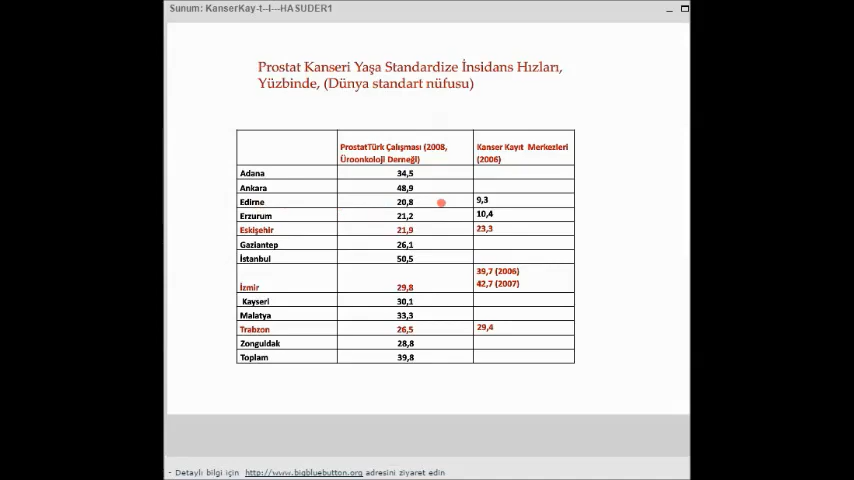 Sunum: KanserKay-t--I---HASUDER1
Prostat Kanseri Yaşa Standardize İnsidans Hızları,
Yüzbinde, (Dünya standart nüfusu)
ProstatTürk Çalışması (2008, Üroonkoloji Derneği) Kanser Kayıt Merkezleri (2006)
Adana 34,5
Ankara 48,9
Edirne 20,8 9,3
Erzurum 21,2 10,4
Eskişehir 21,9 23,3
Gaziantep 26,1
İstanbul 50,5
İzmir 29,8 39,7 (2006) 42,7 (2007)
Kayseri 30,1
Malatya 33,3
Trabzon 26,5 29,4
Zonguldak 28,8
Toplam 39,8
- Detaylı bilgi için http://www.bigbluebutton.org adresini ziyaret edin